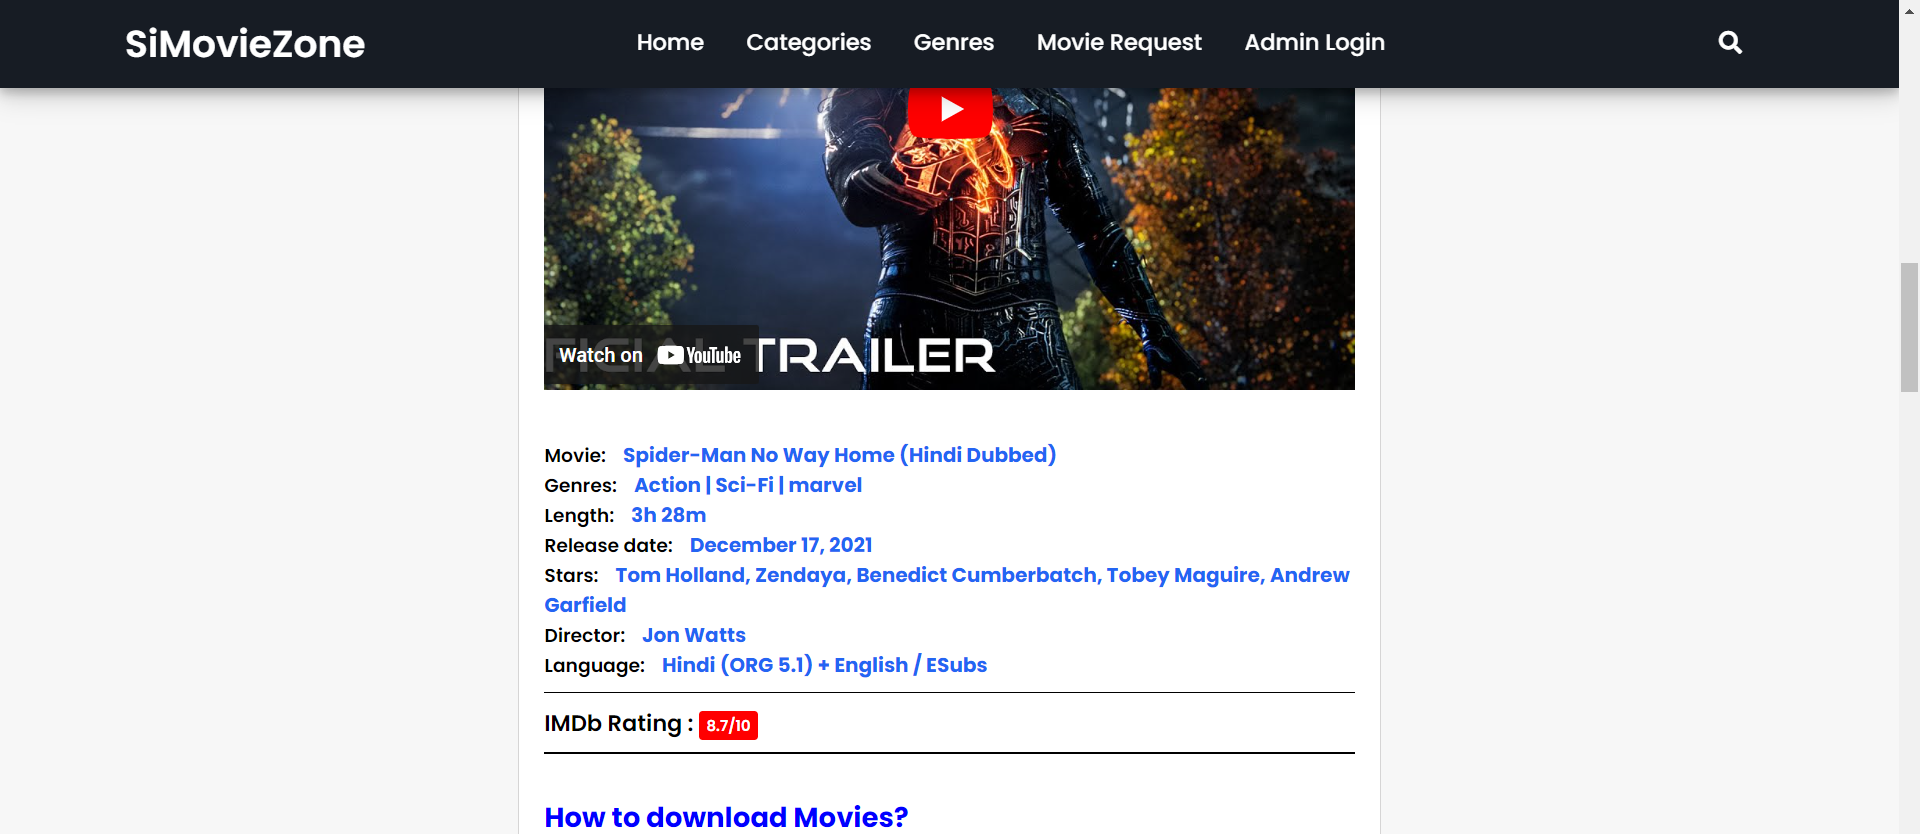 SiMovieZone
Home Categories Genres Movie Request Admin Login
FICIAL TRAILER
Watch on YouTube
Movie: Spider-Man No Way Home (Hindi Dubbed)
Genres: Action | Sci-Fi | marvel
Length: 3h 28m
Release date: December 17, 2021
Stars: Tom Holland, Zendaya, Benedict Cumberbatch, Tobey Maguire, Andrew
Garfield
Director: Jon Watts
Language: Hindi (ORG 5.1) + English / ESubs
IMDb Rating : 8.7/10
How to download Movies?